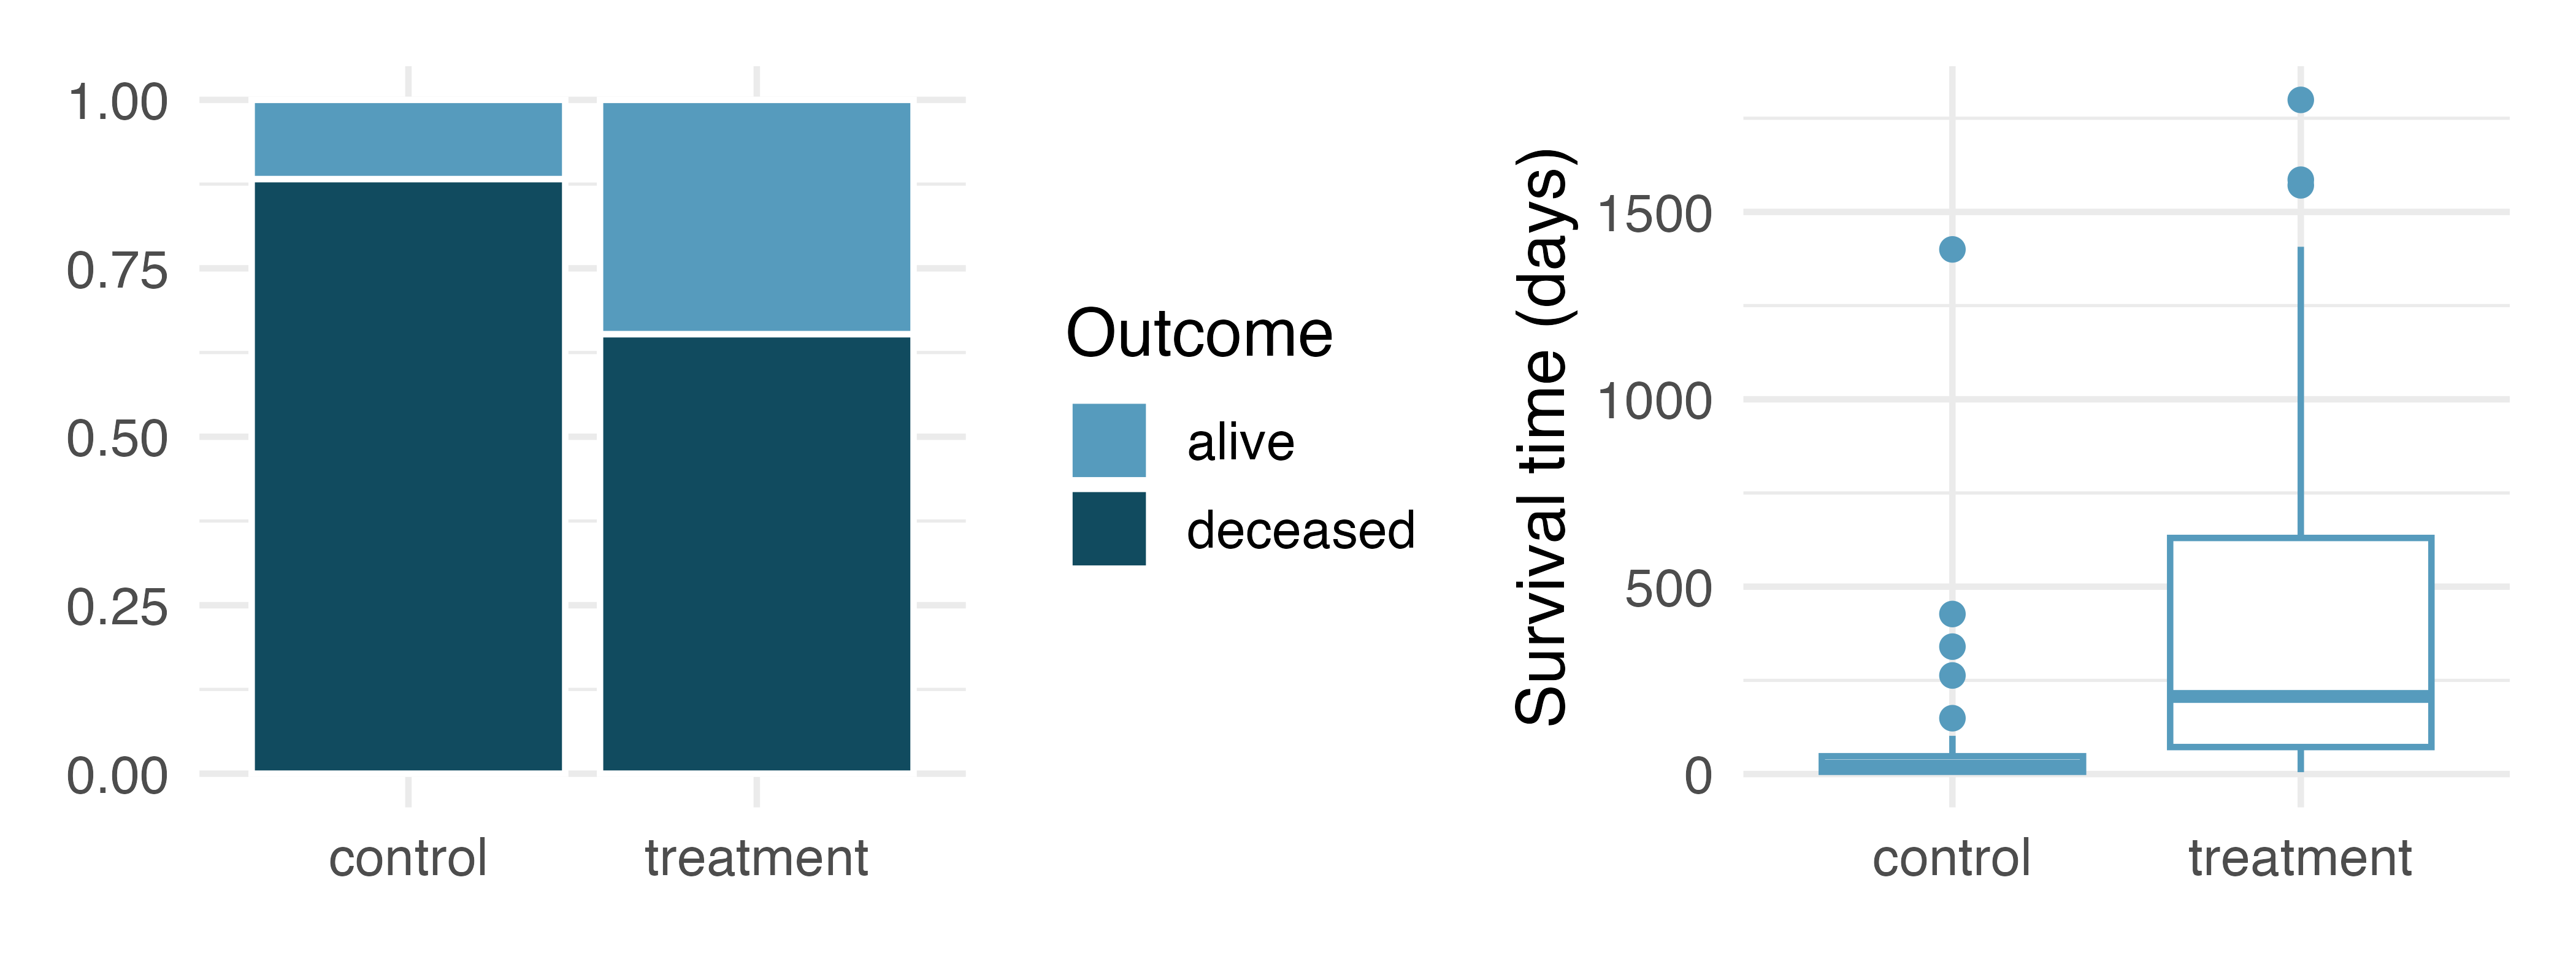 1.00
0.75
0.50
0.25
0.00
control treatment
Outcome
alive
deceased
Survival time (days)
1500
1000
500
0
control treatment